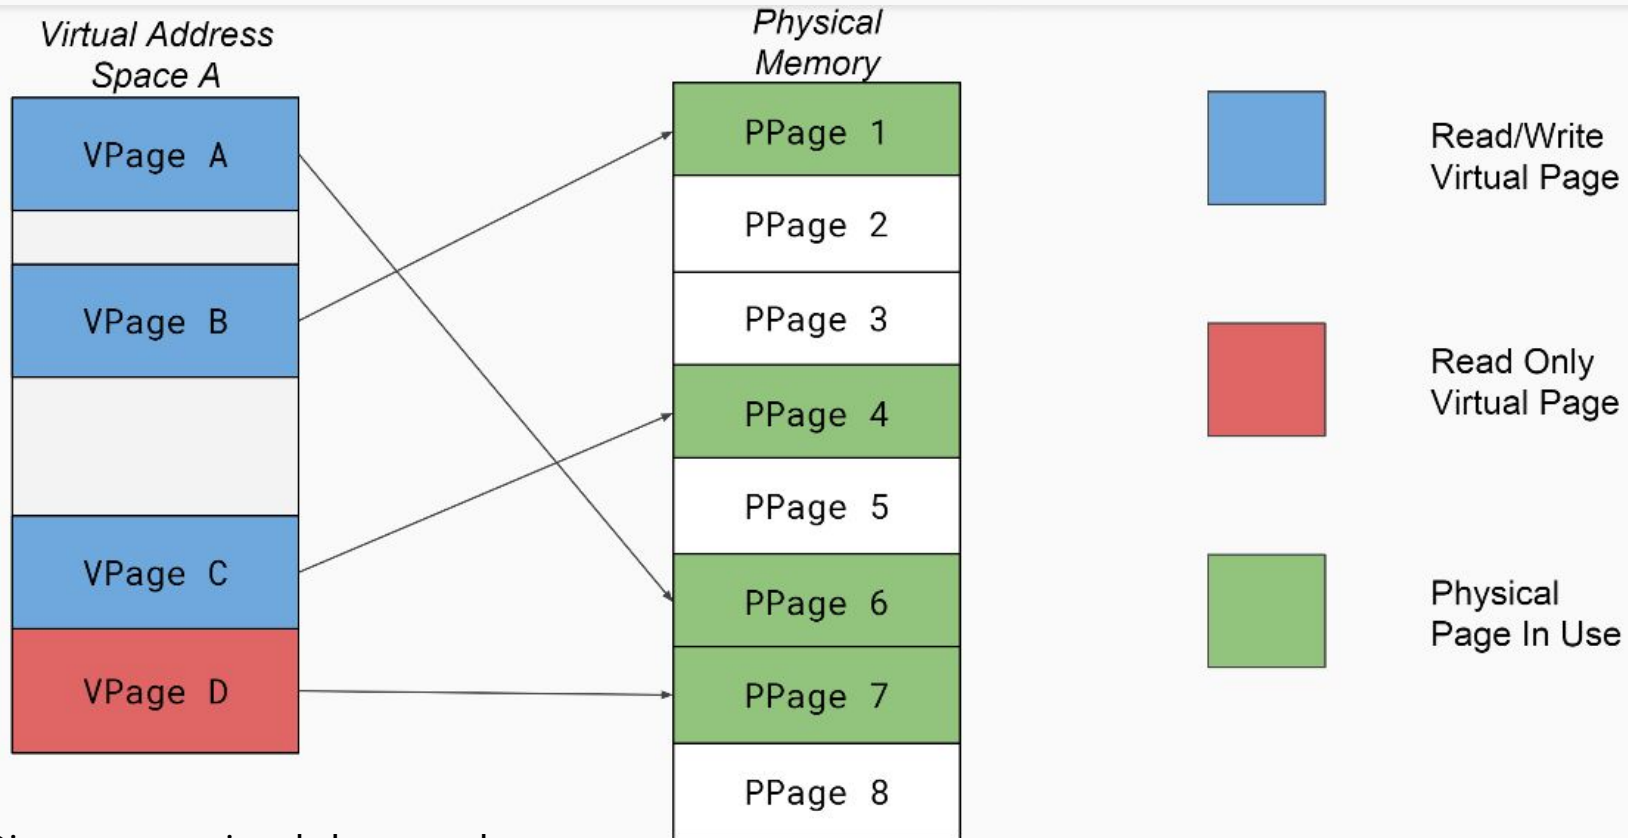 Virtual Address
Space A
VPage A
VPage B
VPage C
VPage D
Physical
Memory
PPage 1
PPage 2
PPage 3
PPage 4
PPage 5
PPage 6
PPage 7
PPage 8
Read/Write
Virtual Page
Read Only
Virtual Page
Physical
Page In Use